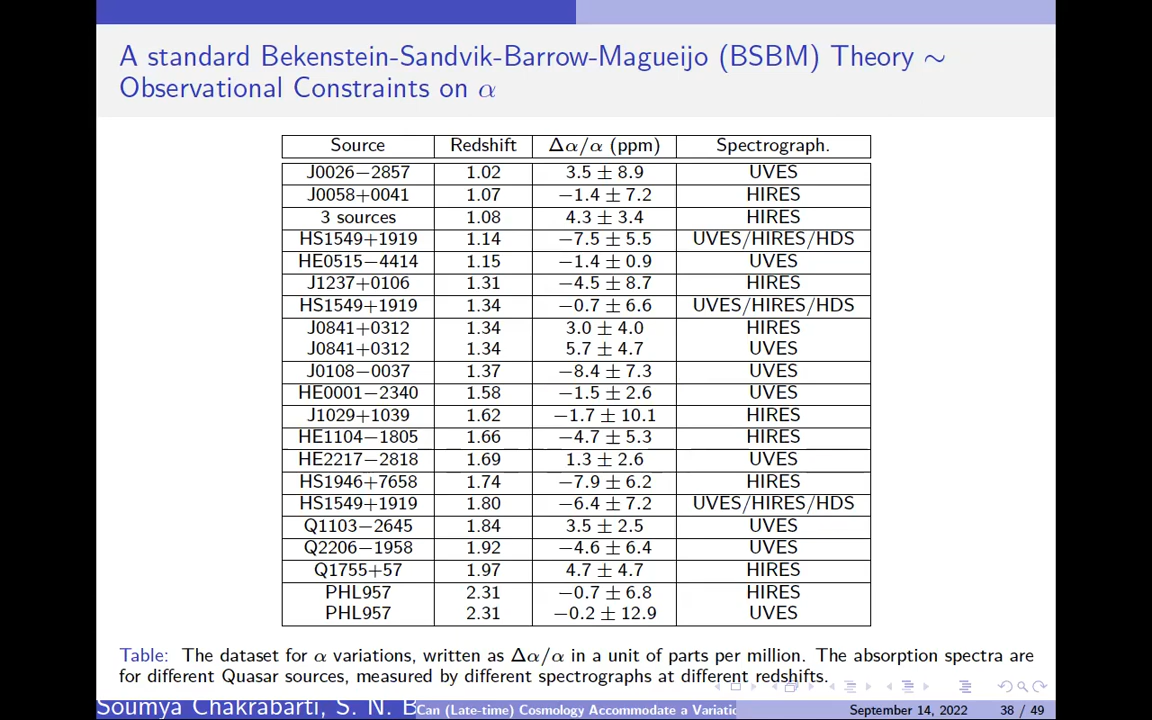 A standard Bekenstein-Sandvik-Barrow-Magueijo (BSBM) Theory ∼
Observational Constraints on α
Source Redshift Δα/α (ppm) Spectrograph.
J0026−2857 1.02 3.5 ± 8.9 UVES
J0058+0041 1.07 −1.4 ± 7.2 HIRES
3 sources 1.08 4.3 ± 3.4 HIRES
HS1549+1919 1.14 −7.5 ± 5.5 UVES/HIRES/HDS
HE0515−4414 1.15 −1.4 ± 0.9 UVES
J1237+0106 1.31 −4.5 ± 8.7 HIRES
HS1549+1919 1.34 −0.7 ± 6.6 UVES/HIRES/HDS
J0841+0312 1.34 3.0 ± 4.0 HIRES
J0841+0312 1.34 5.7 ± 4.7 UVES
J0108−0037 1.37 −8.4 ± 7.3 UVES
HE0001−2340 1.58 −1.5 ± 2.6 UVES
J1029+1039 1.62 −1.7 ± 10.1 HIRES
HE1104−1805 1.66 −4.7 ± 5.3 HIRES
HE2217−2818 1.69 1.3 ± 2.6 UVES
HS1946+7658 1.74 −7.9 ± 6.2 HIRES
HS1549+1919 1.80 −6.4 ± 7.2 UVES/HIRES/HDS
Q1103−2645 1.84 3.5 ± 2.5 UVES
Q2206−1958 1.92 −4.6 ± 6.4 UVES
Q1755+57 1.97 4.7 ± 4.7 HIRES
PHL957 2.31 −0.7 ± 6.8 HIRES
PHL957 2.31 −0.2 ± 12.9 UVES
Table: The dataset for α variations, written as Δα/α in a unit of parts per million. The absorption spectra are
for different Quasar sources, measured by different spectrographs at different redshifts.
Soumya Chakrabarti, S. N. B Can (Late-time) Cosmology Accommodate a Variatio September 14, 2022 38 / 49